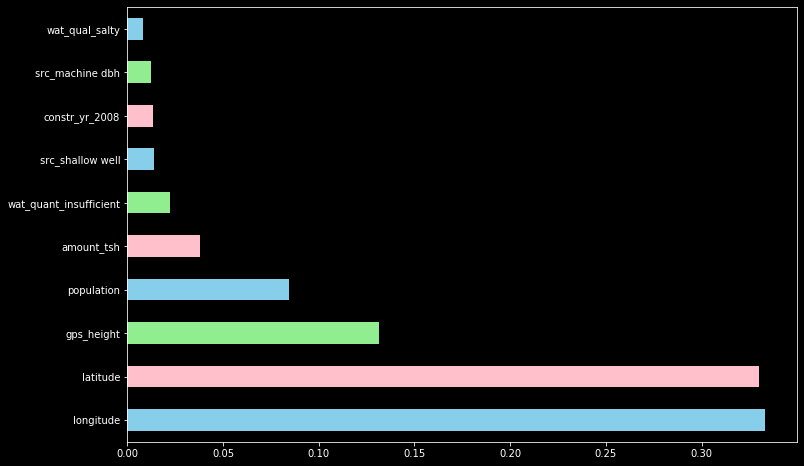 wat_qual_salty
src_machine dbh
constr_yr_2008
src_shallow well
wat_quant_insufficient
amount_tsh
population
gps_height
latitude
longitude
0.00 0.05 0.10 0.15 0.20 0.25 0.30